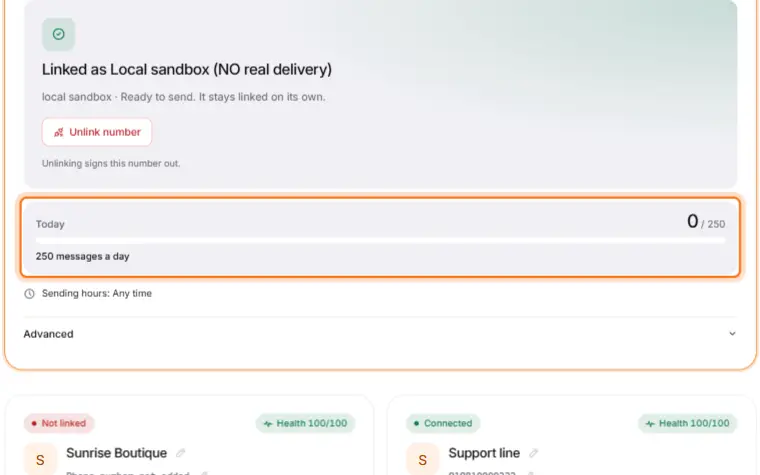 Linked as Local sandbox (NO real delivery)
local sandbox · Ready to send. It stays linked on its own.
Unlink number
Unlinking signs this number out.
Today 0 / 250
250 messages a day
Sending hours: Any time
Advanced
Not linked Health 100/100
Connected Health 100/100
S Sunrise Boutique
S Support line